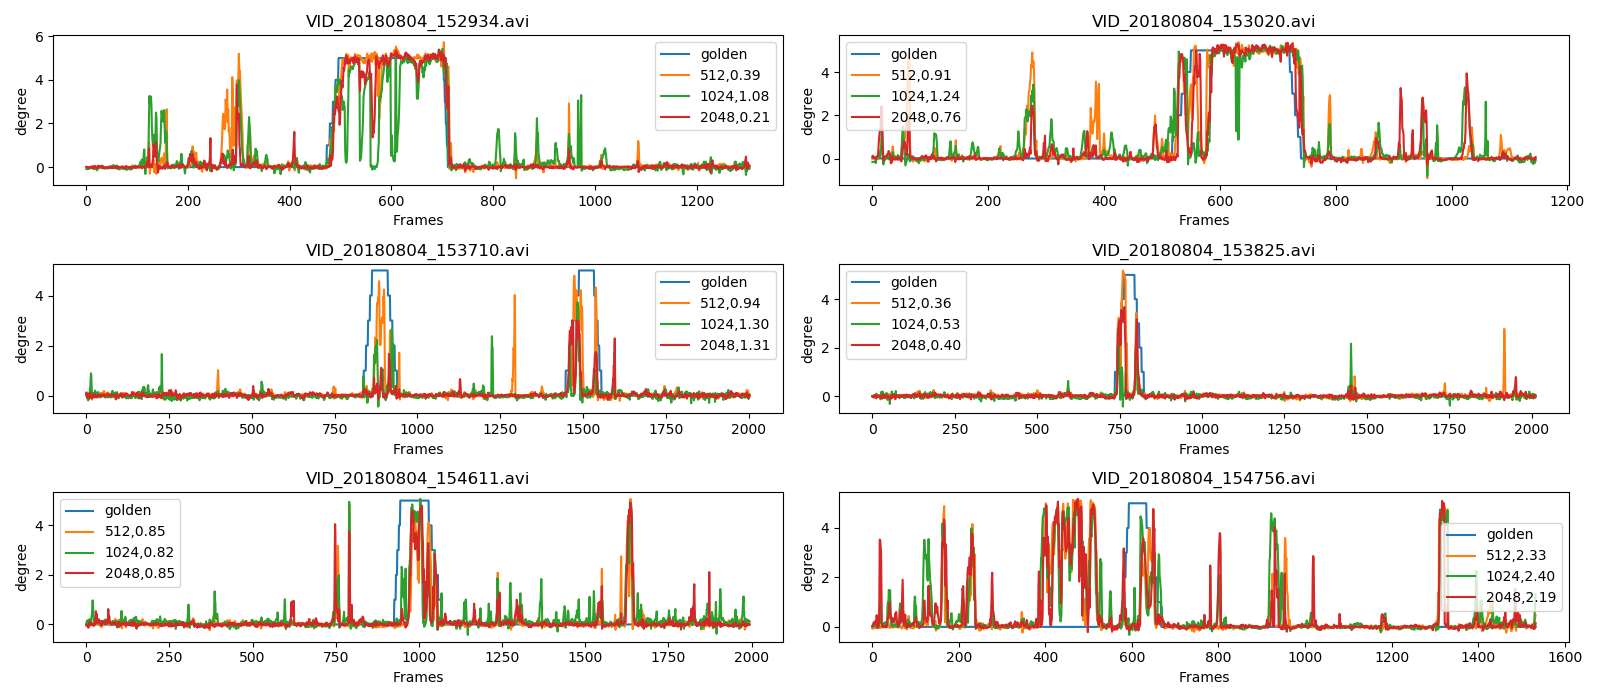 VID_20180804_152934.avi
degree
6
4
2
0
golden
512,0.39
1024,1.08
2048,0.21
0 200 400 600 800 1000 1200
Frames
VID_20180804_153020.avi
degree
4
2
0
golden
512,0.91
1024,1.24
2048,0.76
0 200 400 600 800 1000 1200
Frames
VID_20180804_153710.avi
degree
4
2
0
golden
512,0.94
1024,1.30
2048,1.31
0 250 500 750 1000 1250 1500 1750 2000
Frames
VID_20180804_153825.avi
degree
4
2
0
golden
512,0.36
1024,0.53
2048,0.40
0 250 500 750 1000 1250 1500 1750 2000
Frames
VID_20180804_154611.avi
degree
4
2
0
golden
512,0.85
1024,0.82
2048,0.85
0 250 500 750 1000 1250 1500 1750 2000
Frames
VID_20180804_154756.avi
degree
4
2
0
golden
512,2.33
1024,2.40
2048,2.19
0 200 400 600 800 1000 1200 1400 1600
Frames